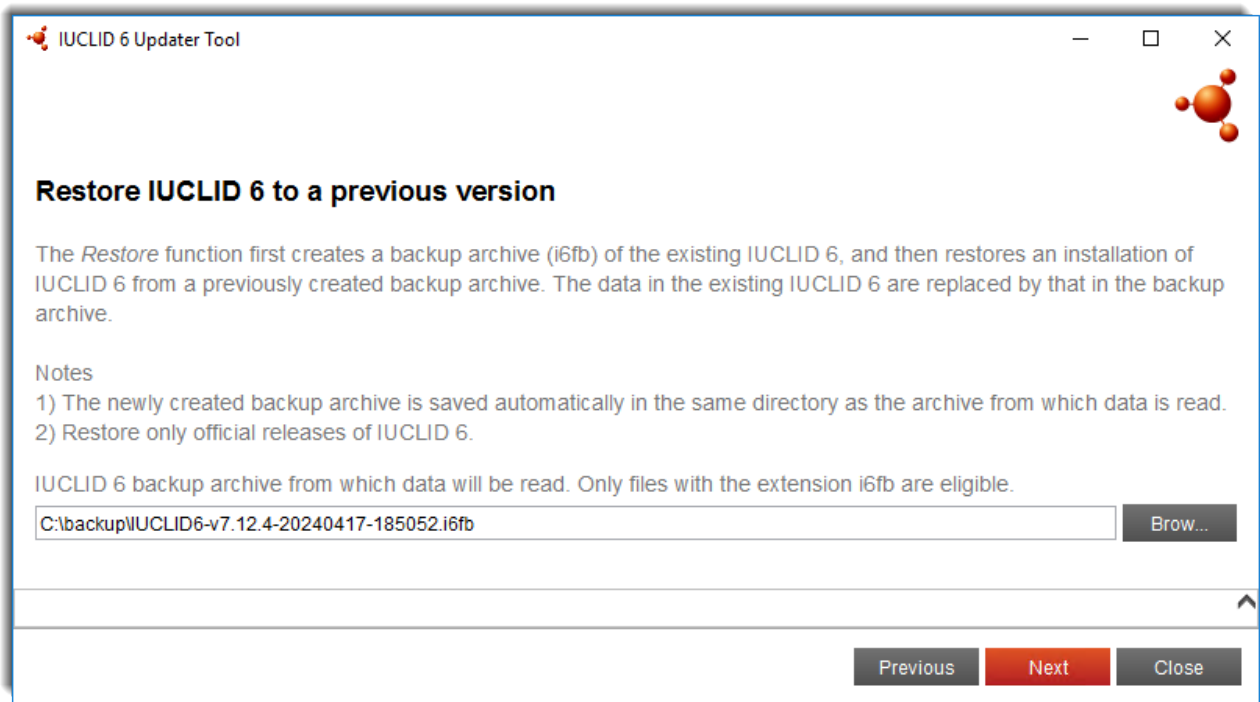 IUCLID 6 Updater Tool
Restore IUCLID 6 to a previous version
The Restore function first creates a backup archive (i6fb) of the existing IUCLID 6, and then restores an installation of
IUCLID 6 from a previously created backup archive. The data in the existing IUCLID 6 are replaced by that in the backup
archive.
Notes
1) The newly created backup archive is saved automatically in the same directory as the archive from which data is read.
2) Restore only official releases of IUCLID 6.
IUCLID 6 backup archive from which data will be read. Only files with the extension i6fb are eligible.
C:\backup\IUCLID6-v7.12.4-20240417-185052.i6fb
Brow...
Previous
Next
Close